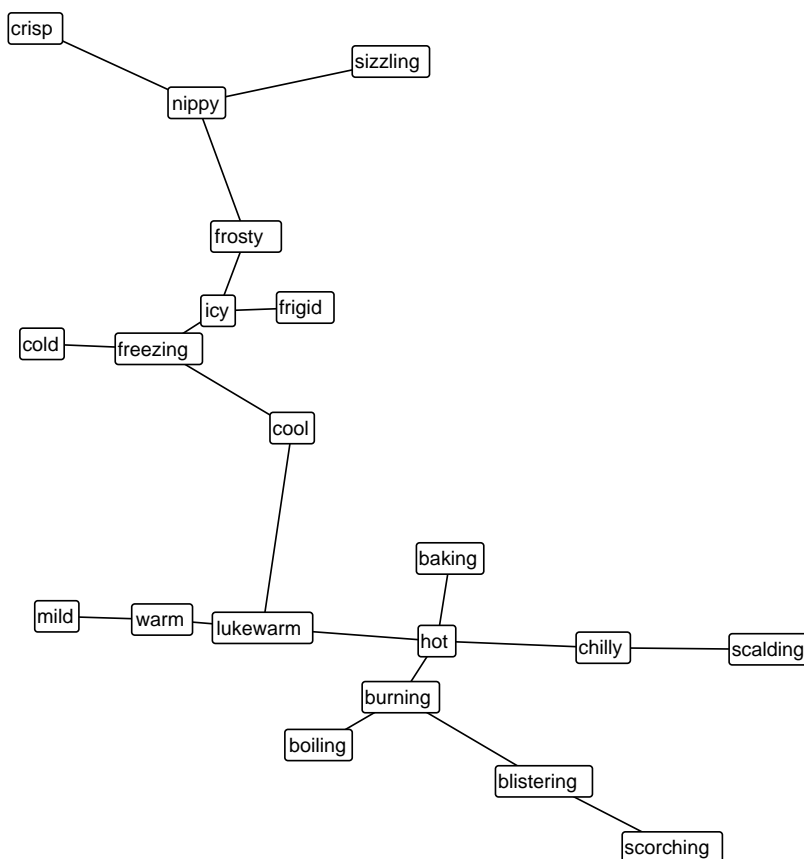 crisp
sizzling
nippy
frosty
icy
frigid
cold
freezing
cool
baking
mild
warm
lukewarm
hot
chilly
scalding
burning
boiling
blistering
scorching